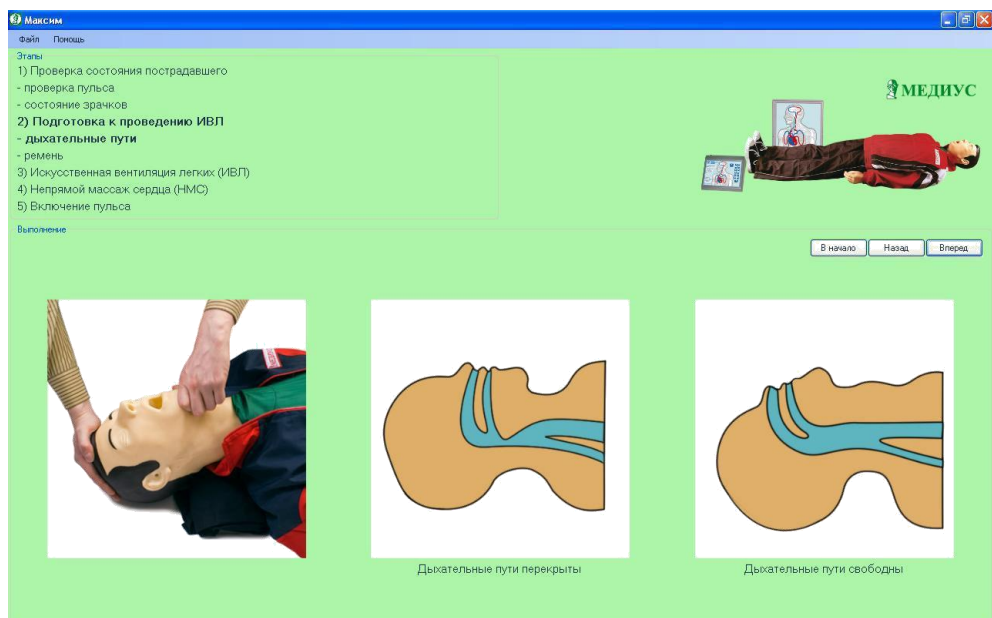 Максим
Файл Помощь
Этапы
1) Проверка состояния пострадавшего
- проверка пульса
- состояние зрачков
2) Подготовка к проведению ИВЛ
- дыхательные пути
- ремень
3) Искусственная вентиляция легких (ИВЛ)
4) Непрямой массаж сердца (НМС)
5) Включение пульса
МЕДИУС
Выполнение
В начало Назад Вперед
Дыхательные пути перекрыты
Дыхательные пути свободны